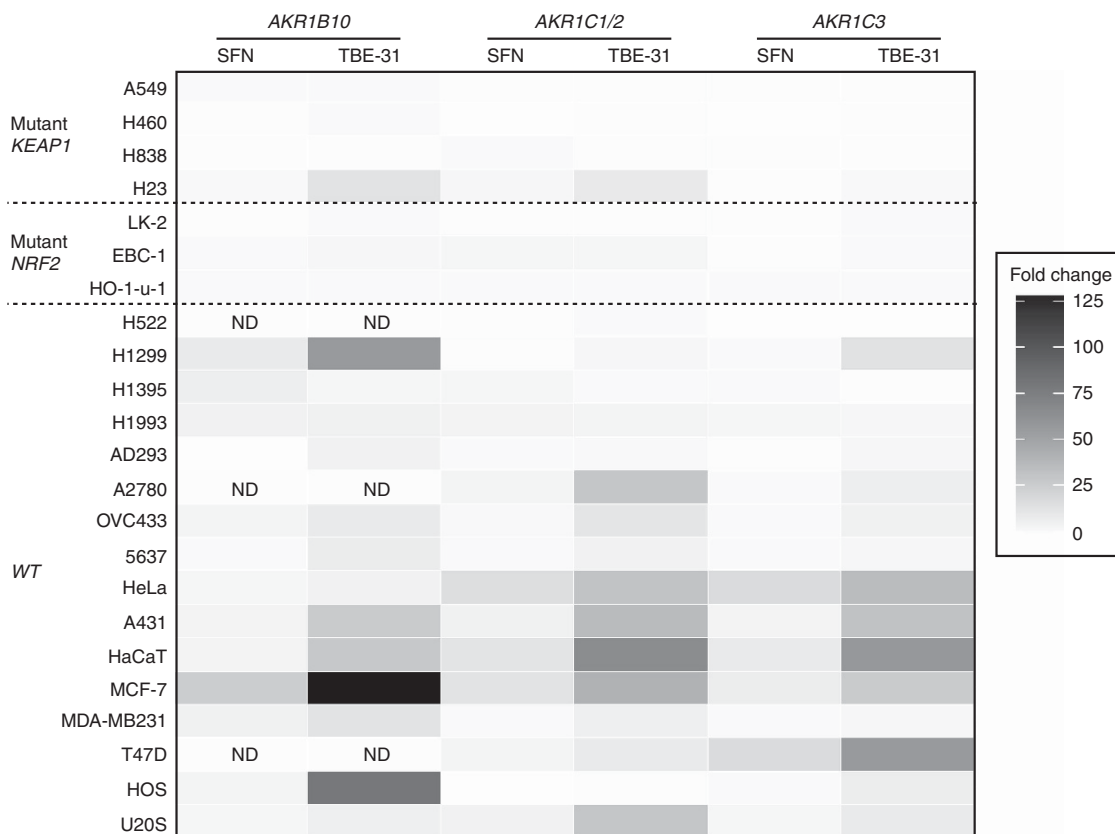 AKR1B10 AKR1C1/2 AKR1C3
SFN TBE-31 SFN TBE-31 SFN TBE-31
Mutant
KEAP1
A549
H460
H838
H23
Mutant
NRF2
LK-2
EBC-1
HO-1-u-1
WT
H522 ND ND
H1299
H1395
H1993
AD293
A2780 ND ND
OVC433
5637
HeLa
A431
HaCaT
MCF-7
MDA-MB231
T47D ND ND
HOS
U20S
Fold change
125
100
75
50
25
0